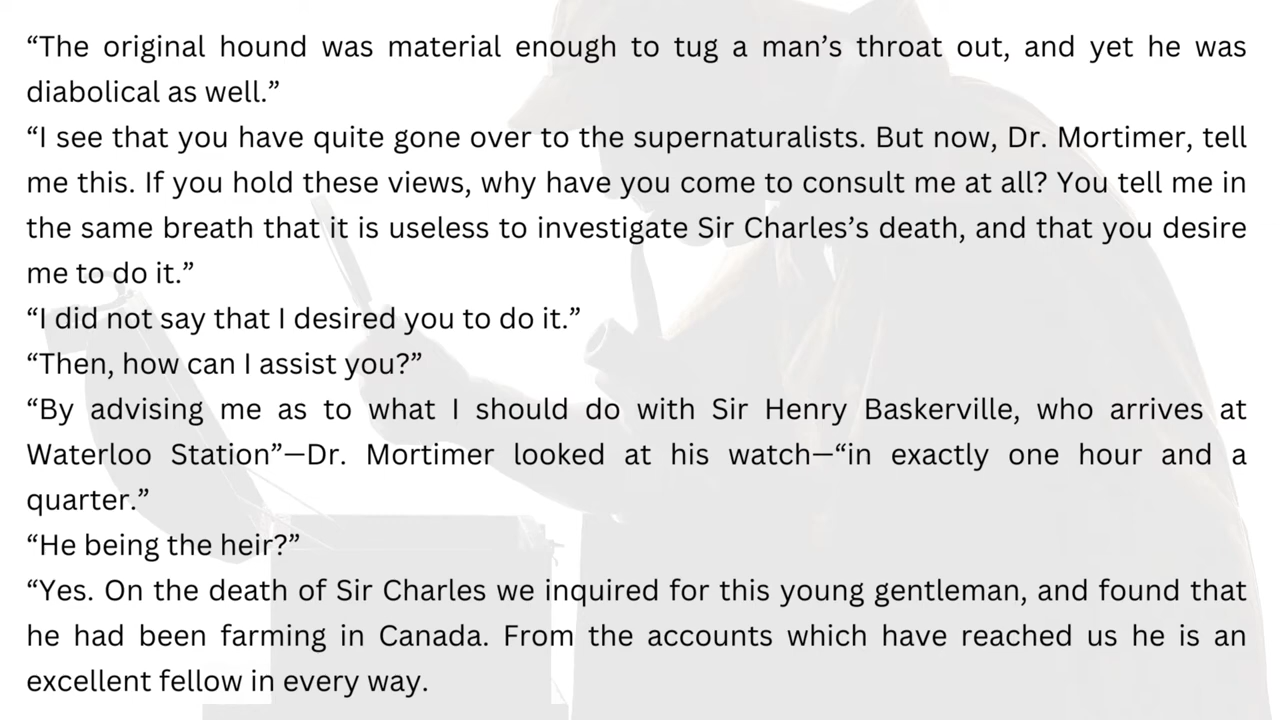 “The original hound was material enough to tug a man’s throat out, and yet he was
diabolical as well.”
“I see that you have quite gone over to the supernaturalists. But now, Dr. Mortimer, tell
me this. If you hold these views, why have you come to consult me at all? You tell me in
the same breath that it is useless to investigate Sir Charles’s death, and that you desire
me to do it.”
“I did not say that I desired you to do it.”
“Then, how can I assist you?”
“By advising me as to what I should do with Sir Henry Baskerville, who arrives at
Waterloo Station”—Dr. Mortimer looked at his watch—“in exactly one hour and a
quarter.”
“He being the heir?”
“Yes. On the death of Sir Charles we inquired for this young gentleman, and found that
he had been farming in Canada. From the accounts which have reached us he is an
excellent fellow in every way.